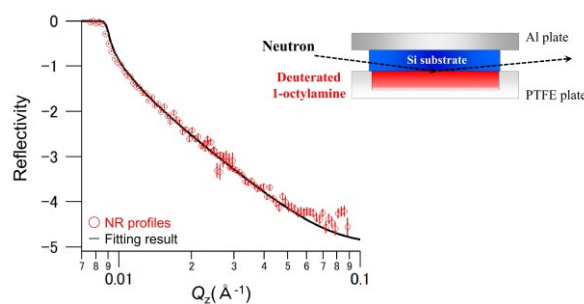 0
-1
-2
-3
-4
-5
Reflectivity
NR profiles
Fitting result
7 8 9 0.01 2 3 4 5 6 7 8 9 0.1
Qz(Å-1)
Al plate
Neutron
Si substrate
Deuterated
1-octylamine
PTFE plate